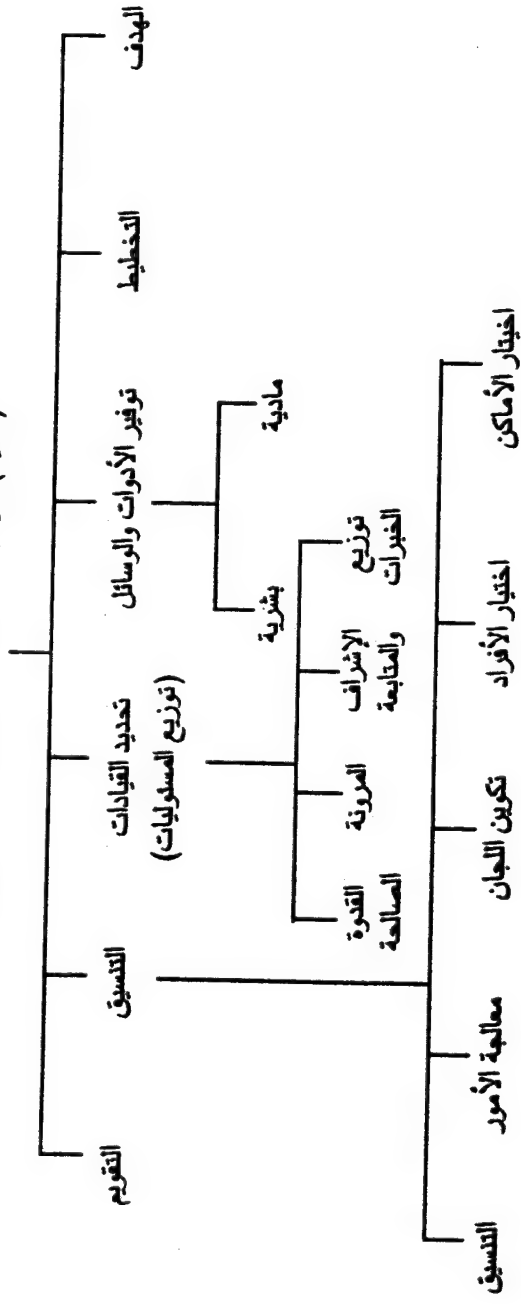 الهدف
التخطيط
توفير الأدوات والوسائل
تحديد القيادات
(توزيع المسئوليات)
التنسيق
التقويم
مادية
بشرية
توزيع
الخبرات
الإشراف
والمتابعة
المرونة
القدوة
الصالحة
اختيار الأماكن
اختيار الأفراد
تكوين اللجان
معالجة الأمور
التنسيق